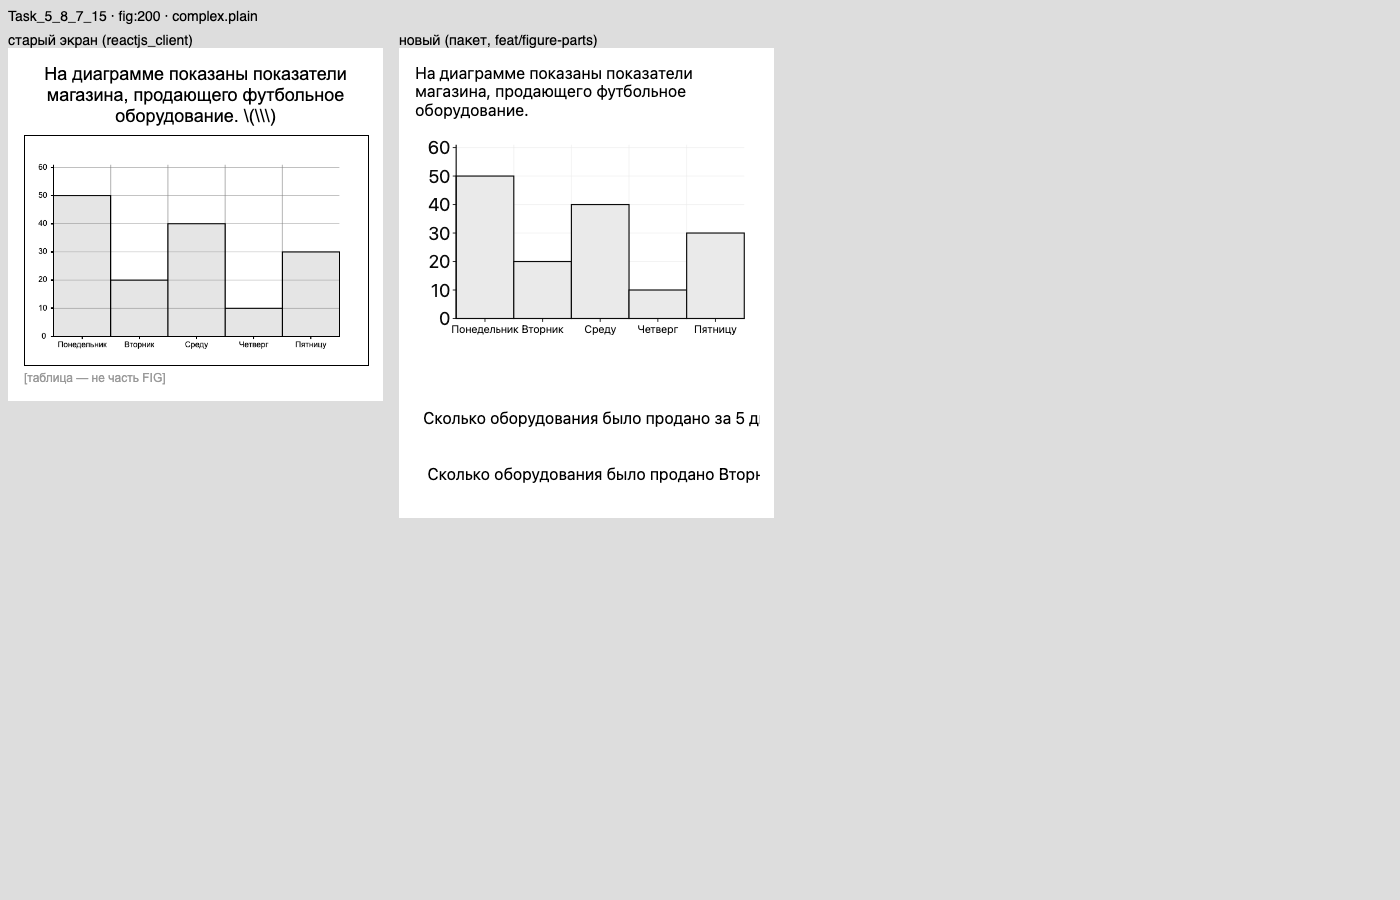 Task_5_8_7_15 · fig:200 · complex.plain
старый экран (reactjs_client)
На диаграмме показаны показатели
магазина, продающего футбольное
оборудование. \(\\\)
60
50
40
30
20
10
0
Понедельник Вторник Среду Четверг Пятницу
[таблица — не часть FIG]
новый (пакет, feat/figure-parts)
На диаграмме показаны показатели
магазина, продающего футбольное
оборудование.
60
50
40
30
20
10
0
Понедельник Вторник Среду Четверг Пятницу
Сколько оборудования было продано за 5
Сколько оборудования было продано